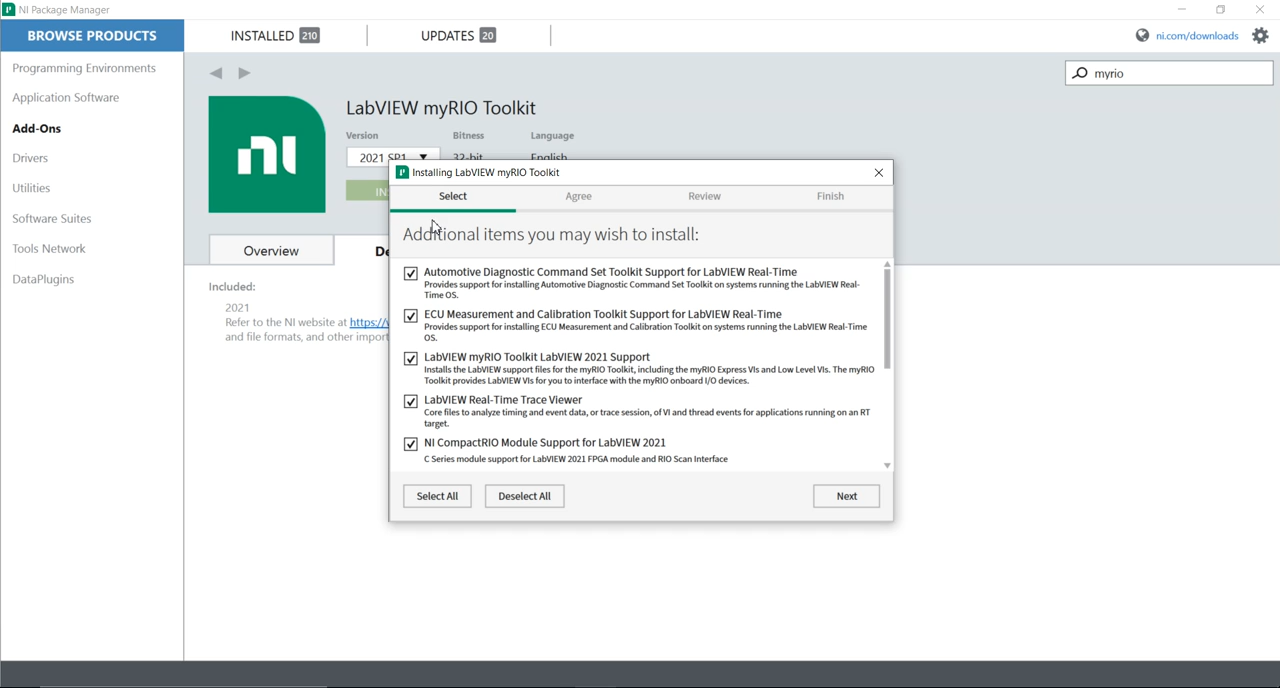 NI Package Manager
BROWSE PRODUCTS
INSTALLED 210
UPDATES 20
ni.com/downloads
Programming Environments
Application Software
Add-Ons
Drivers
Utilities
Software Suites
Tools Network
DataPlugins
myrio
ni
LabVIEW myRIO Toolkit
Version
Bitness
Language
2021 SP1
32-bit
English
IN
Overview
De
Included:
2021
Refer to the NI website at https://
and file formats, and other import
Installing LabVIEW myRIO Toolkit
Select
Agree
Review
Finish
Additional items you may wish to install:
Automotive Diagnostic Command Set Toolkit Support for LabVIEW Real-Time
Provides support for installing Automotive Diagnostic Command Set Toolkit on systems running the LabVIEW Real-
Time OS.
ECU Measurement and Calibration Toolkit Support for LabVIEW Real-Time
Provides support for installing ECU Measurement and Calibration Toolkit on systems running the LabVIEW Real-Time
OS.
LabVIEW myRIO Toolkit LabVIEW 2021 Support
Installs the LabVIEW support files for the myRIO Toolkit, including the myRIO Express VIs and Low Level VIs. The myRIO
Toolkit provides LabVIEW VIs for you to interface with the myRIO onboard I/O devices.
LabVIEW Real-Time Trace Viewer
Core files to analyze timing and event data, or trace session, of VI and thread events for applications running on an RT
target.
NI CompactRIO Module Support for LabVIEW 2021
C Series module support for LabVIEW 2021 FPGA module and RIO Scan Interface
Select All
Deselect All
Next